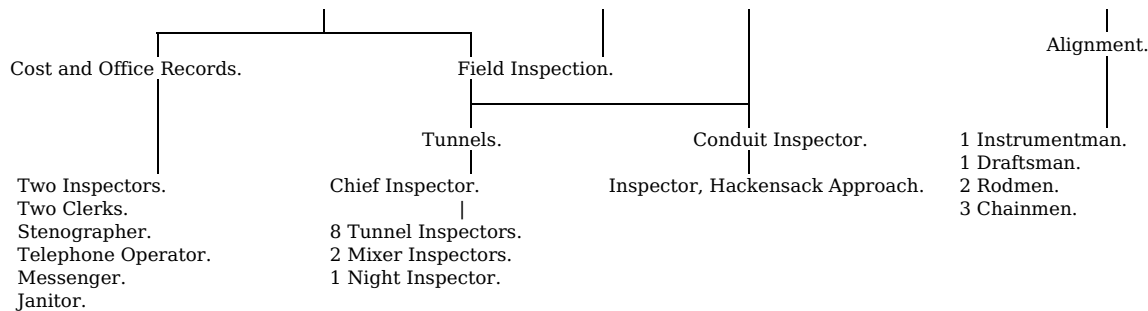 Alignment.
Cost and Office Records.
Field Inspection.
Tunnels.
Conduit Inspector.
1 Instrumentman.
1 Draftsman.
2 Rodmen.
3 Chainmen.
Two Inspectors.
Two Clerks.
Stenographer.
Telephone Operator.
Messenger.
Janitor.
Chief Inspector.
|
8 Tunnel Inspectors.
2 Mixer Inspectors.
1 Night Inspector.
Inspector, Hackensack Approach.